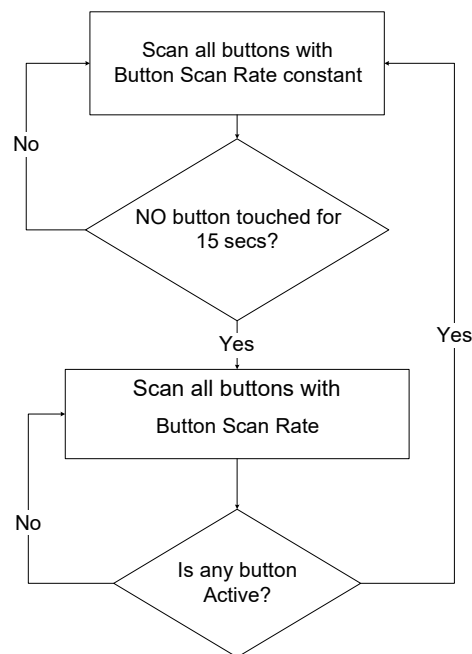 Scan all buttons with
Button Scan Rate constant
No
NO button touched for
15 secs?
Yes
Yes
Scan all buttons with
Button Scan Rate
No
Is any button
Active?